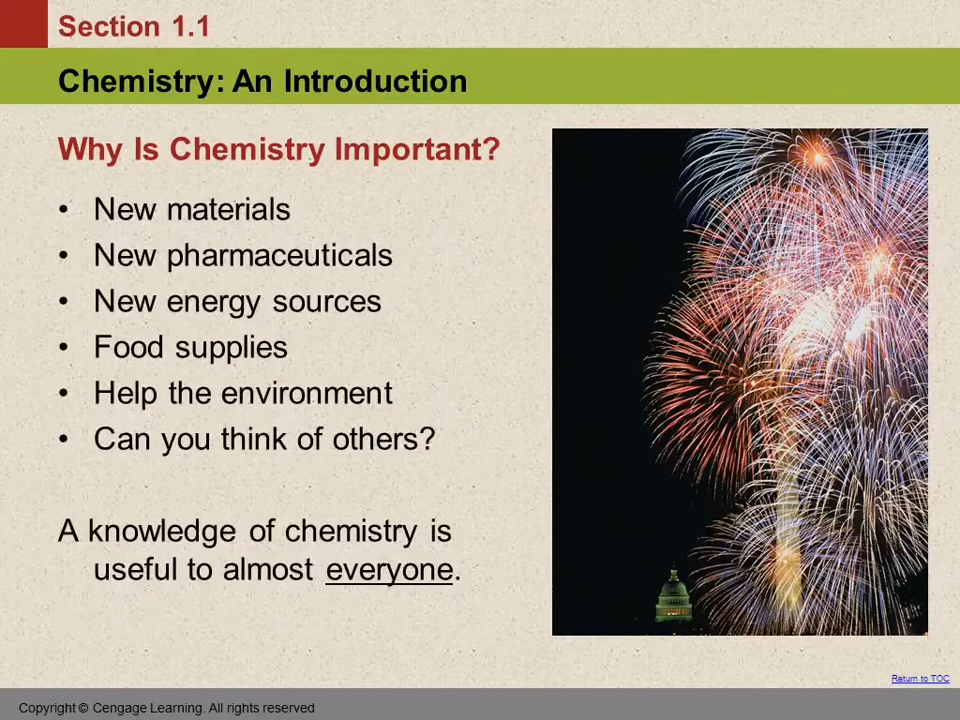 Section 1.1
Chemistry: An Introduction
Why Is Chemistry Important?
• New materials
• New pharmaceuticals
• New energy sources
• Food supplies
• Help the environment
• Can you think of others?
A knowledge of chemistry is
useful to almost everyone.
Return to TOC
Copyright © Cengage Learning. All rights reserved